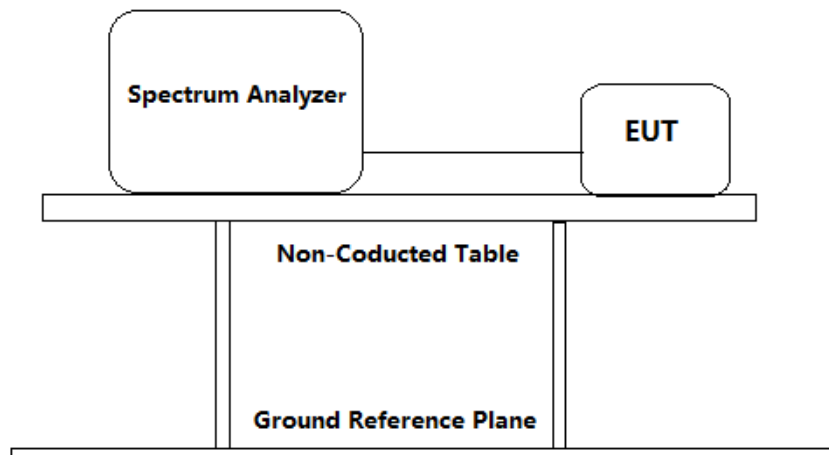 Spectrum Analyzer
EUT
Non-Coducted Table
Ground Reference Plane